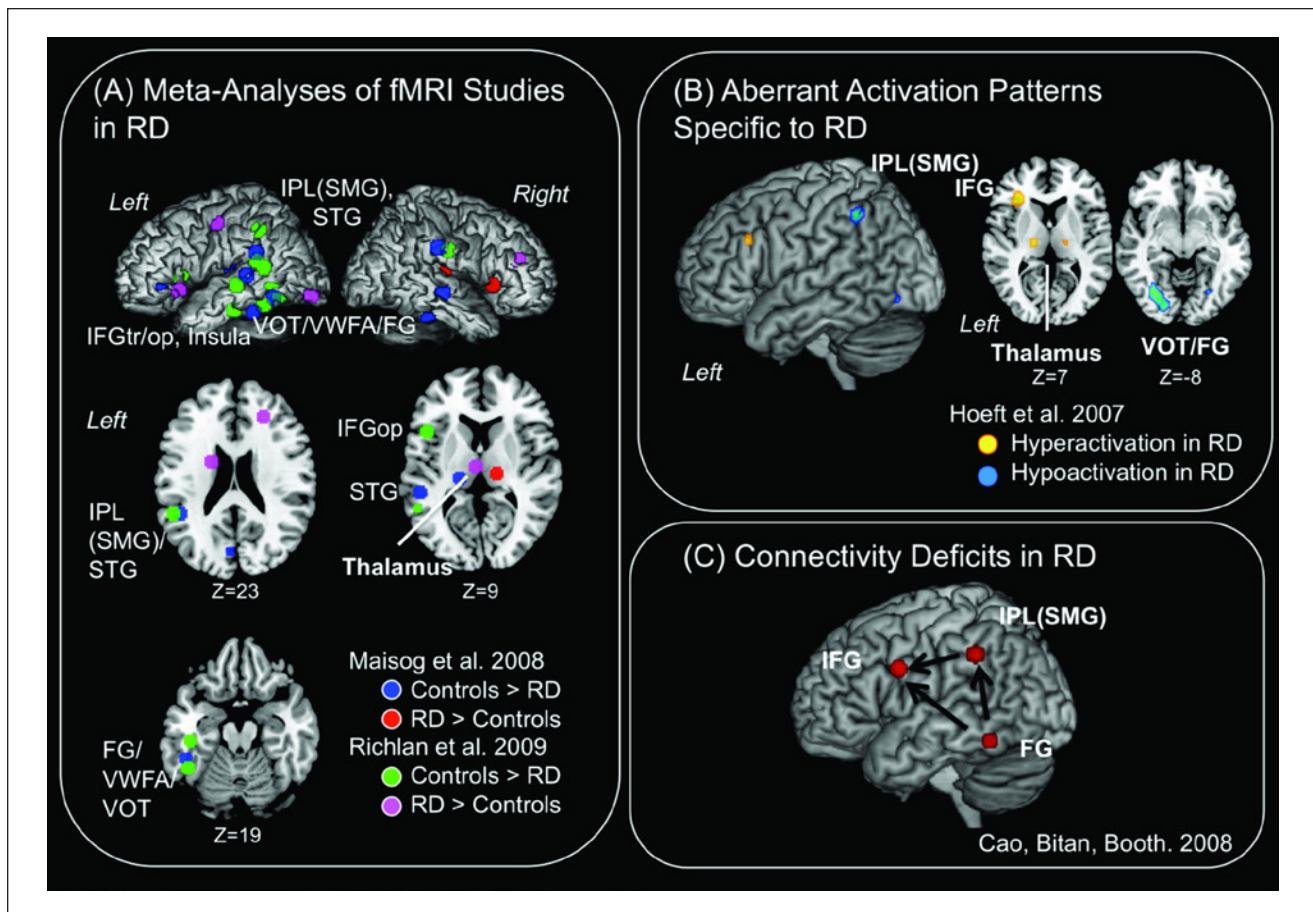 (A) Meta-Analyses of fMRI Studies
in RD
Left
IPL(SMG),
STG
Right
IFGtr/op, Insula
VOT/VWFA/FG
Left
IPL
(SMG)/
STG
Z=23
IFGop
STG
Thalamus
Z=9
FG/
VWFA/
VOT
Z=19
Maisog et al. 2008
Controls > RD
RD > Controls
Richlan et al. 2009
Controls > RD
RD > Controls
(B) Aberrant Activation Patterns
Specific to RD
IPL(SMG)
IFG
Left
Left
Thalamus
Z=7
VOT/FG
Z=-8
Hoeft et al. 2007
Hyperactivation in RD
Hypoactivation in RD
(C) Connectivity Deficits in RD
IPL(SMG)
IFG
FG
Cao, Bitan, Booth. 2008